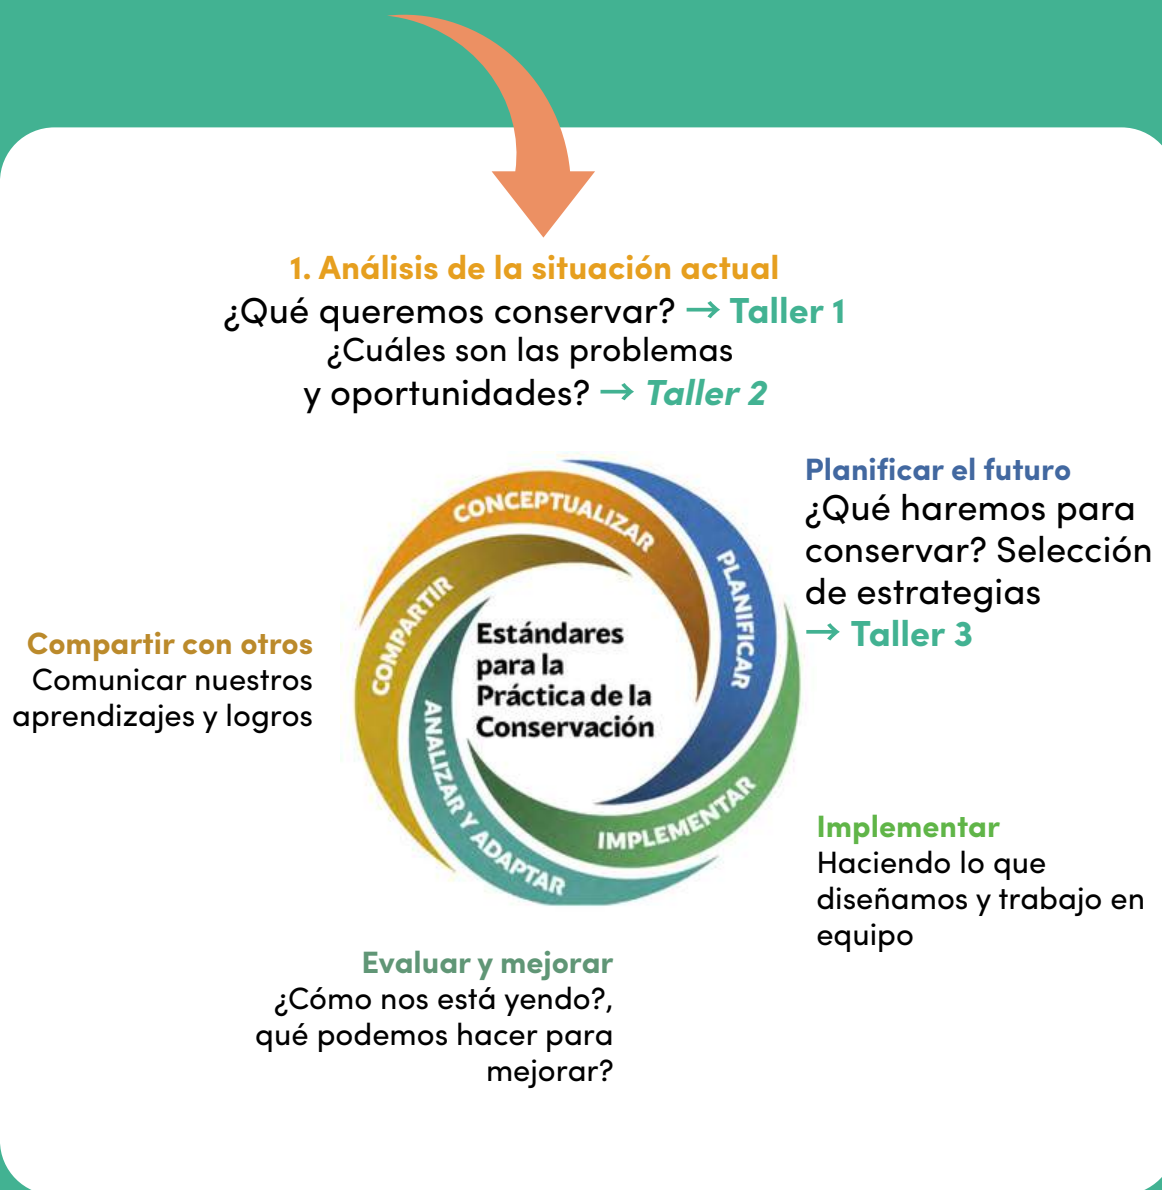 1. Análisis de la situación actual
¿Qué queremos conservar? → Taller 1
¿Cuáles son las problemas
y oportunidades? → Taller 2
Planificar el futuro
¿Qué haremos para
conservar? Selección
de estrategias
→ Taller 3
CONCEPTUALIZAR
PLANIFICAR
IMPLEMENTAR
ANALIZAR Y ADAPTAR
COMPARTIR
Estándares
para la
Práctica de la
Conservación
Compartir con otros
Comunicar nuestros
aprendizajes y logros
Implementar
Haciendo lo que
diseñamos y trabajo en
equipo
Evaluar y mejorar
¿Cómo nos está yendo?,
qué podemos hacer para
mejorar?